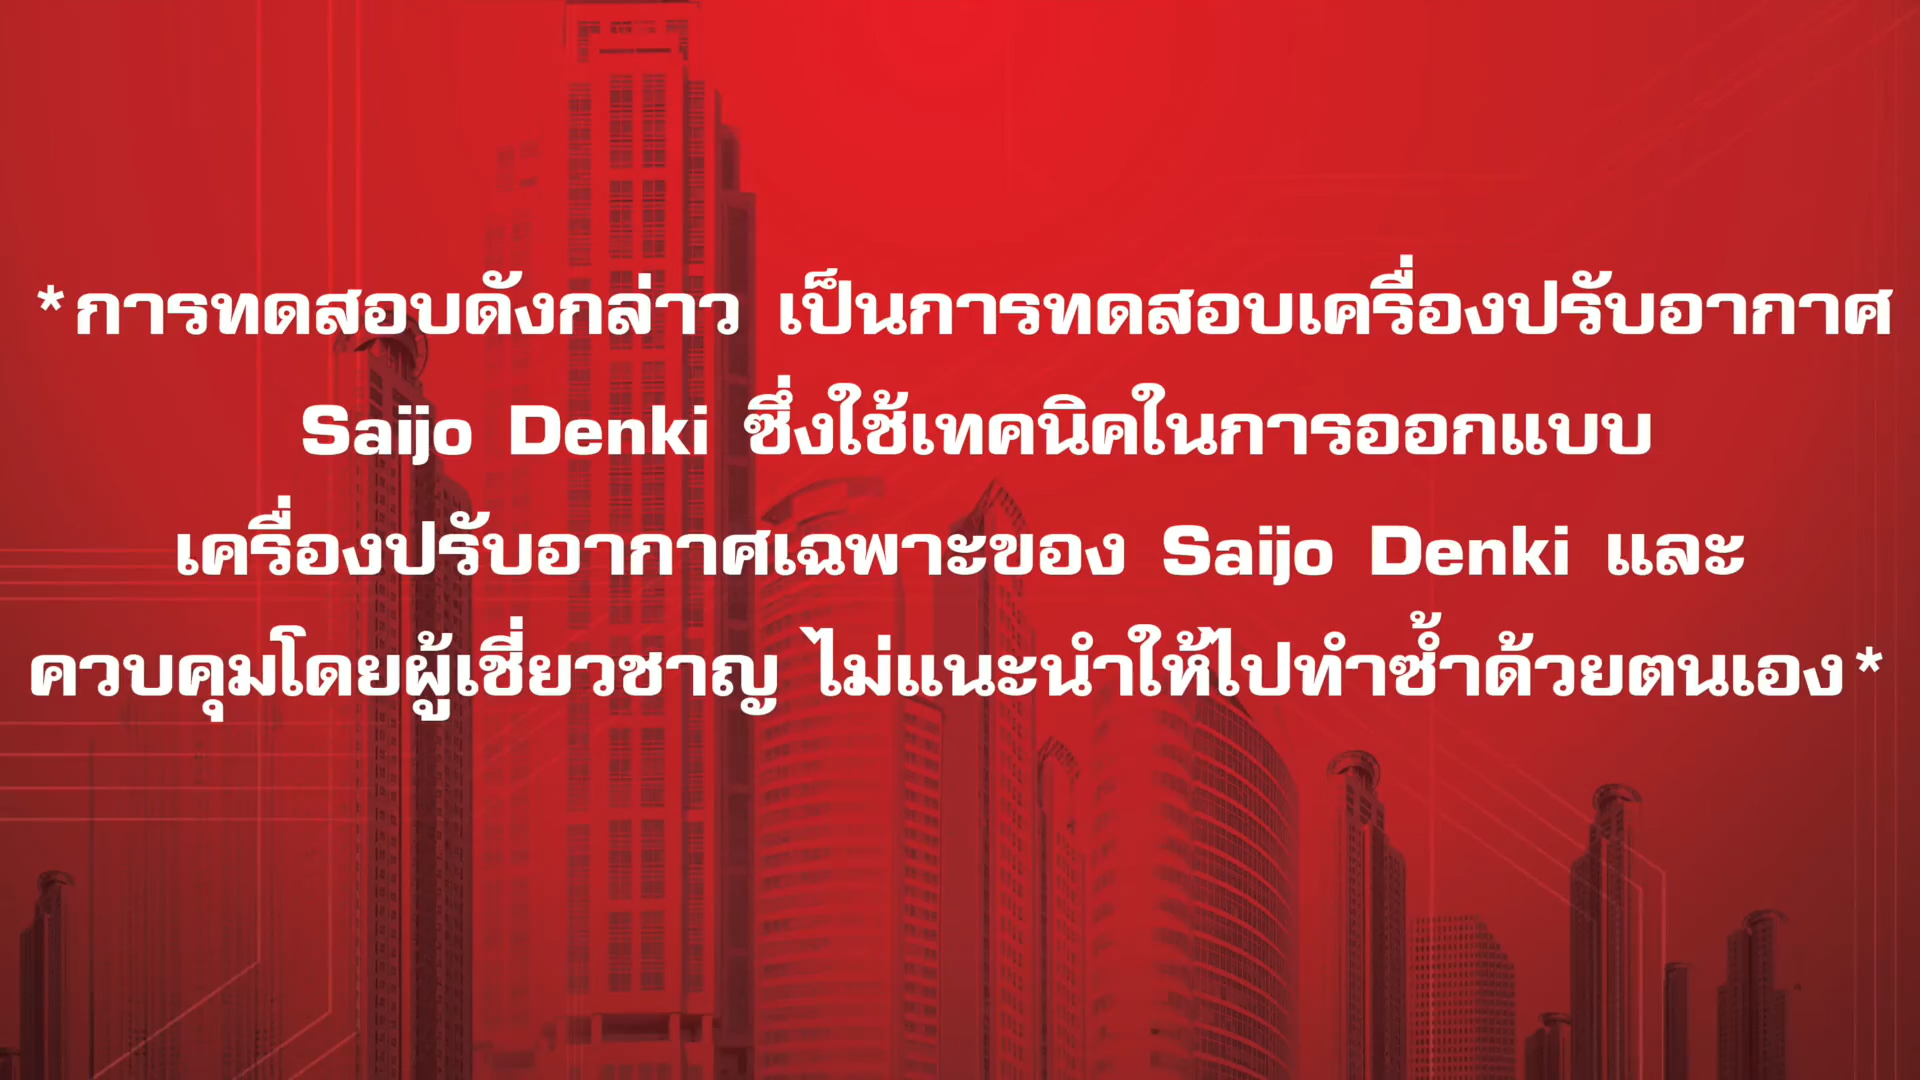 *การทดสอบดังกล่าว เป็นการทดสอบเครื่องปรับอากาศ
Saijo Denki ซึ่งใช้เทคนิคในการออกแบบ
เครื่องปรับอากาศเฉพาะของ Saijo Denki และ
ควบคุมโดยผู้เชี่ยวชาญ ไม่แนะนำให้ไปทำซ้ำด้วยตนเอง*